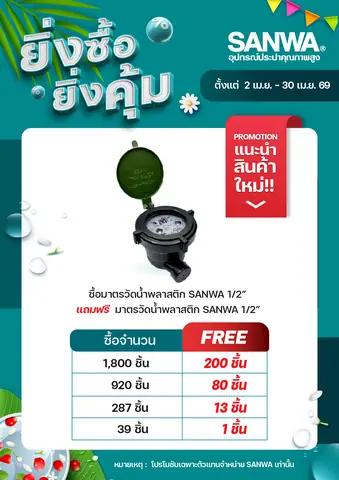 ยิ่งซื้อ
ยิ่งคุ้ม
SANWA®
อุปกรณ์ประปาคุณภาพสูง
ตั้งแต่ 2 เม.ย. - 30 เม.ย. 69
PROMOTION
แนะนำ
สินค้า
ใหม่!!
ซื้อมาตรวัดน้ำพลาสติก SANWA 1/2”
แถมฟรี มาตรวัดน้ำพลาสติก SANWA 1/2”
ซื้อจำนวน FREE
1,800 ชิ้น 200 ชิ้น
920 ชิ้น 80 ชิ้น
287 ชิ้น 13 ชิ้น
39 ชิ้น 1 ชิ้น
หมายเหตุ : โปรโมชันเฉพาะตัวแทนจำหน่าย SANWA เท่านั้น